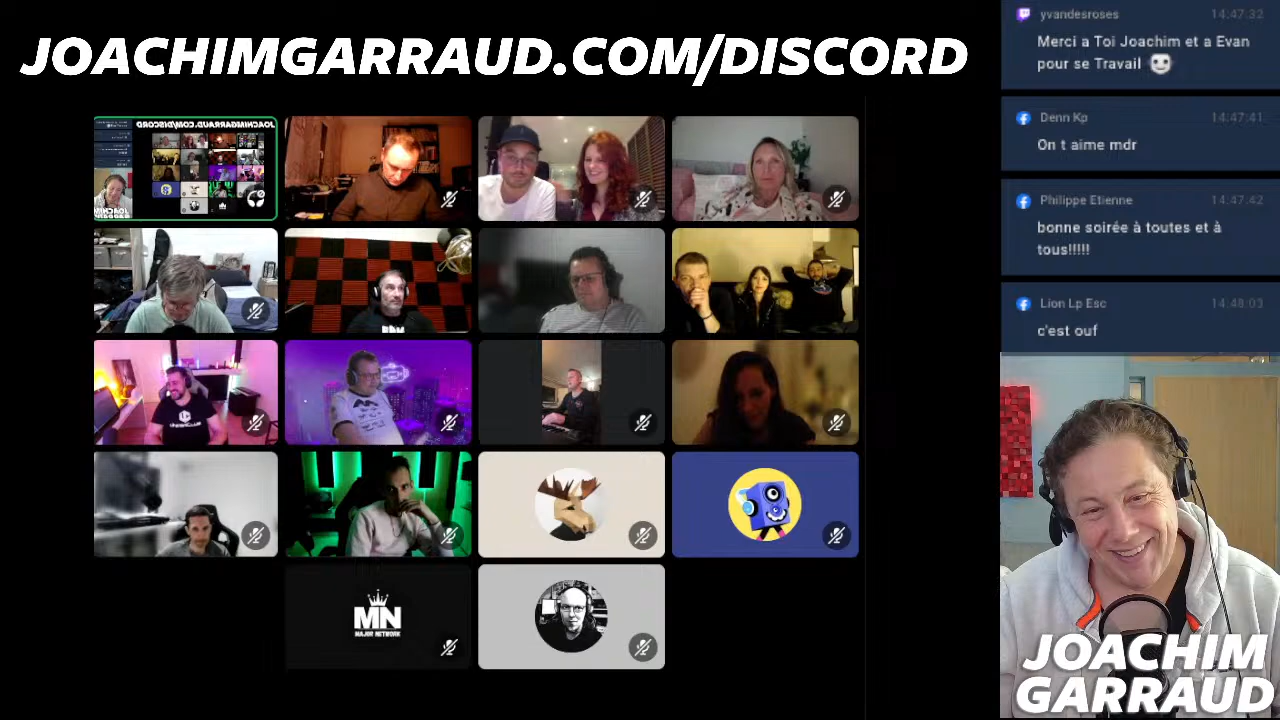 JOACHIMGARRAUD.COM/DISCORD
yvandesroses 14:47:32
Merci a Toi Joachim et a Evan
pour se Travail
Denn Kp 14:47:41
On t aime mdr
Philippe Etienne 14:47:42
bonne soirée à toutes et à
tous!!!!!
Lion Lp Esc 14:48:03
c'est ouf
MN
MAJOR NETWORK
JOACHIM
GARRAUD